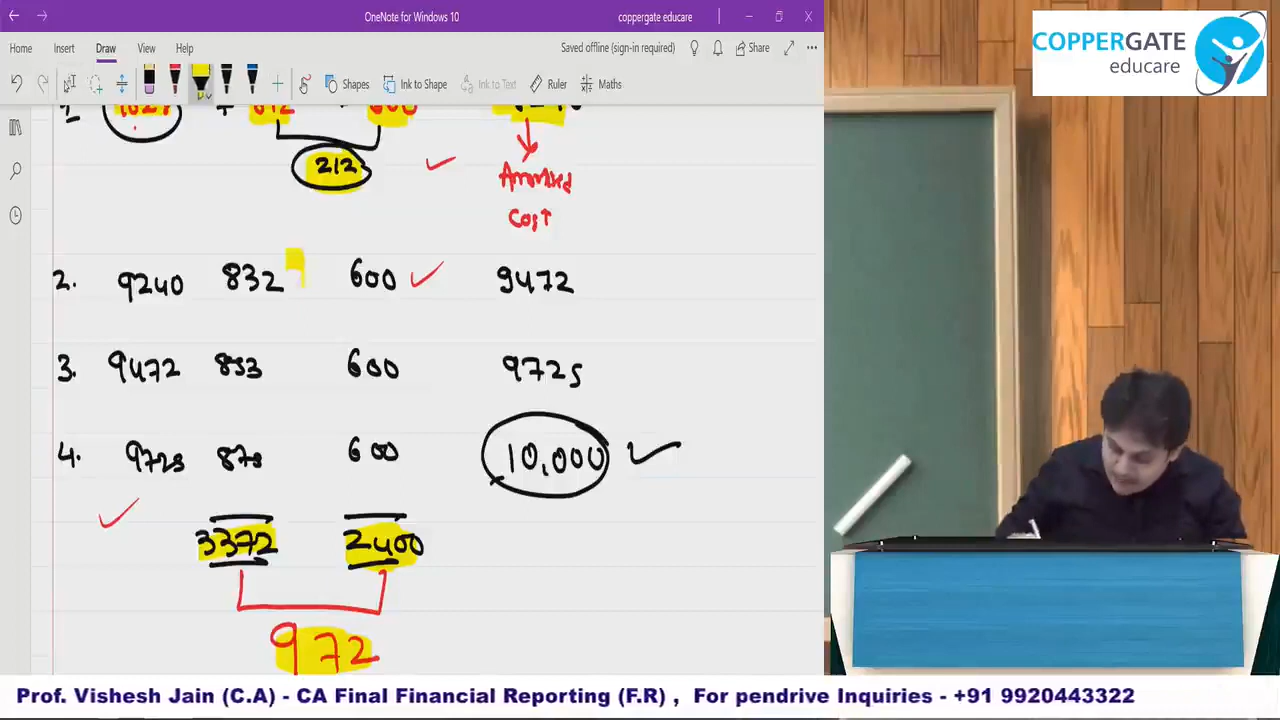 OneNote for Windows 10
coppergate educare
Home Insert Draw View Help
Saved offline (sign-in required)
Share
Shapes
Ink to Shape
Ink to Text
Ruler
Maths
COPPERGATE
educare
212
Cost
2. 9240 832 600 9472
3. 9472 853 600 9725
4. 9725 875 600 10,000
3372 2400
972
Prof. Vishesh Jain (C.A) - CA Final Financial Reporting (F.R) , For pendrive Inquiries - +91 9920443322